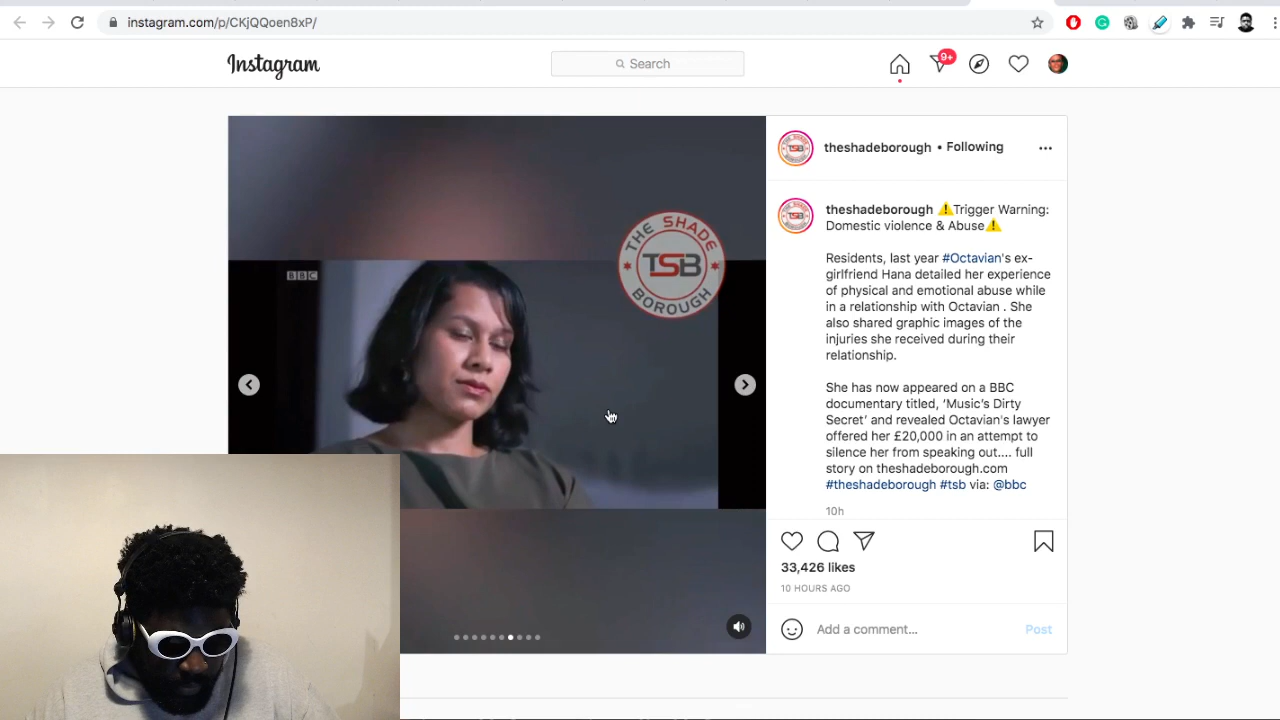 instagram.com/p/CKjQQoen8xP/
Instagram
Search
9+
theshadeborough • Following
BBC
THE SHADE
TSB
BOROUGH
theshadeborough ⚠️Trigger Warning:
Domestic violence & Abuse⚠️
Residents, last year #Octavian's ex-
girlfriend Hana detailed her experience
of physical and emotional abuse while
in a relationship with Octavian . She
also shared graphic images of the
injuries she received during their
relationship.
She has now appeared on a BBC
documentary titled, ‘Music’s Dirty
Secret’ and revealed Octavian's lawyer
offered her £20,000 in an attempt to
silence her from speaking out.... full
story on theshadeborough.com
#theshadeborough #tsb via: @bbc
10h
33,426 likes
10 HOURS AGO
Add a comment...
Post